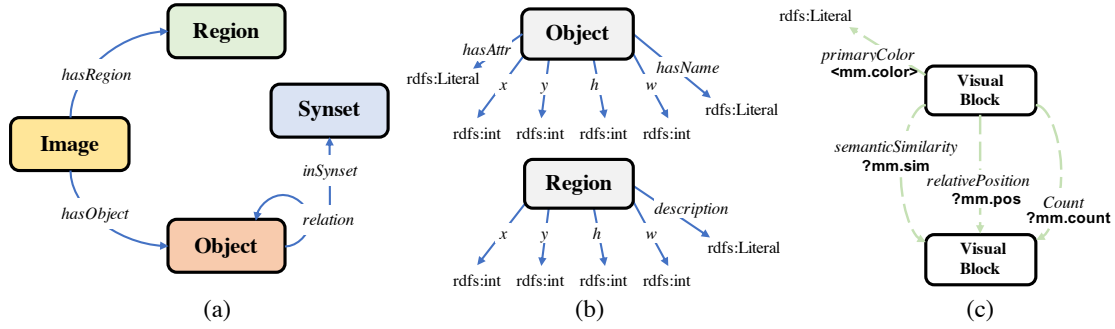 Region
hasRegion
Synset
Image
inSynset
hasObject
relation
Object
(a)
Object
hasAttr
hasName
rdfs:Literal
x
y
h
w
rdfs:Literal
rdfs:int
rdfs:int
rdfs:int
rdfs:int
Region
description
x
y
h
w
rdfs:Literal
rdfs:int
rdfs:int
rdfs:int
rdfs:int
(b)
rdfs:Literal
primaryColor
<mm.color>
Visual
Block
semanticSimilarity
?mm.sim
relativePosition
?mm.pos
Count
?mm.count
Visual
Block
(c)